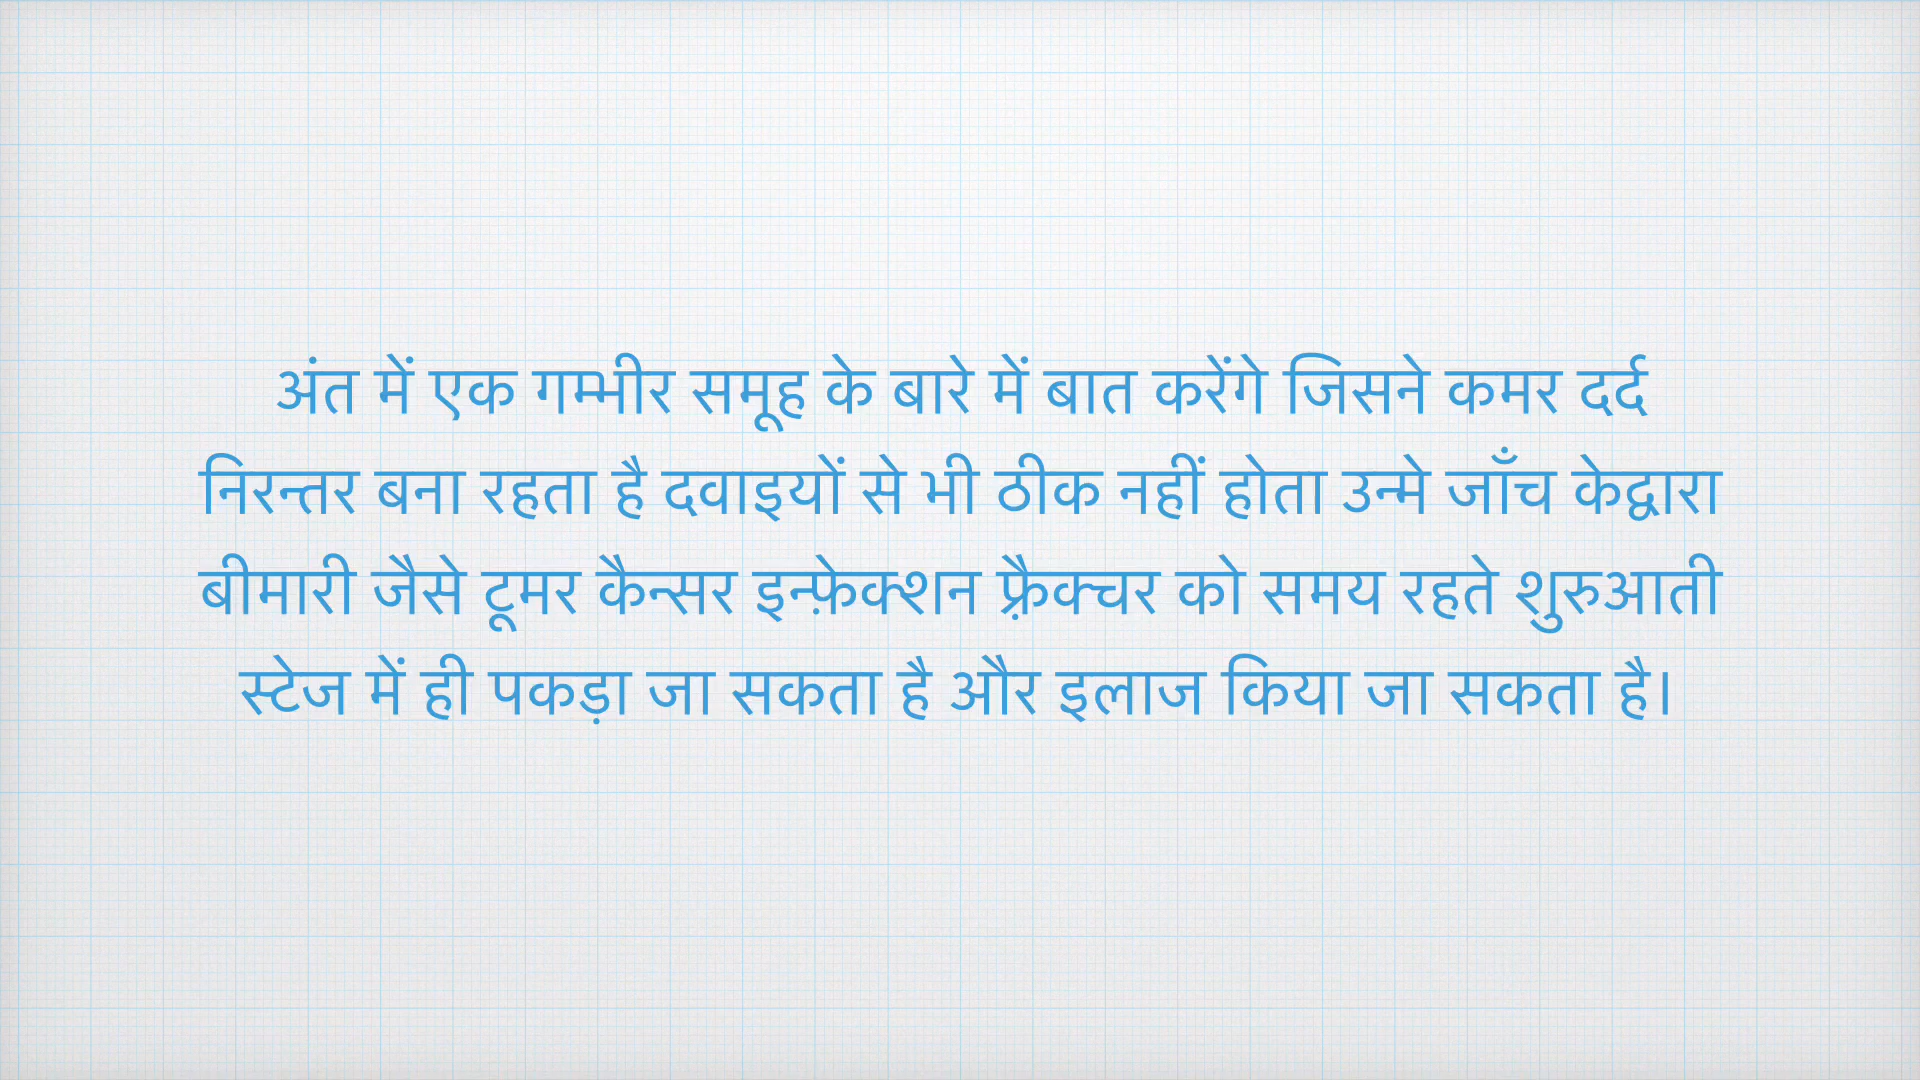 अंत में एक गम्भीर समूह के बारे में बात करेंगे जिसने कमर दर्द
निरन्तर बना रहता है दवाइयों से भी ठीक नहीं होता उन्मे जाँच केद्वारा
बीमारी जैसे टूमर कैन्सर इन्फ़ेक्शन फ़्रैक्चर को समय रहते शुरुआती
स्टेज में ही पकड़ा जा सकता है और इलाज किया जा सकता है।